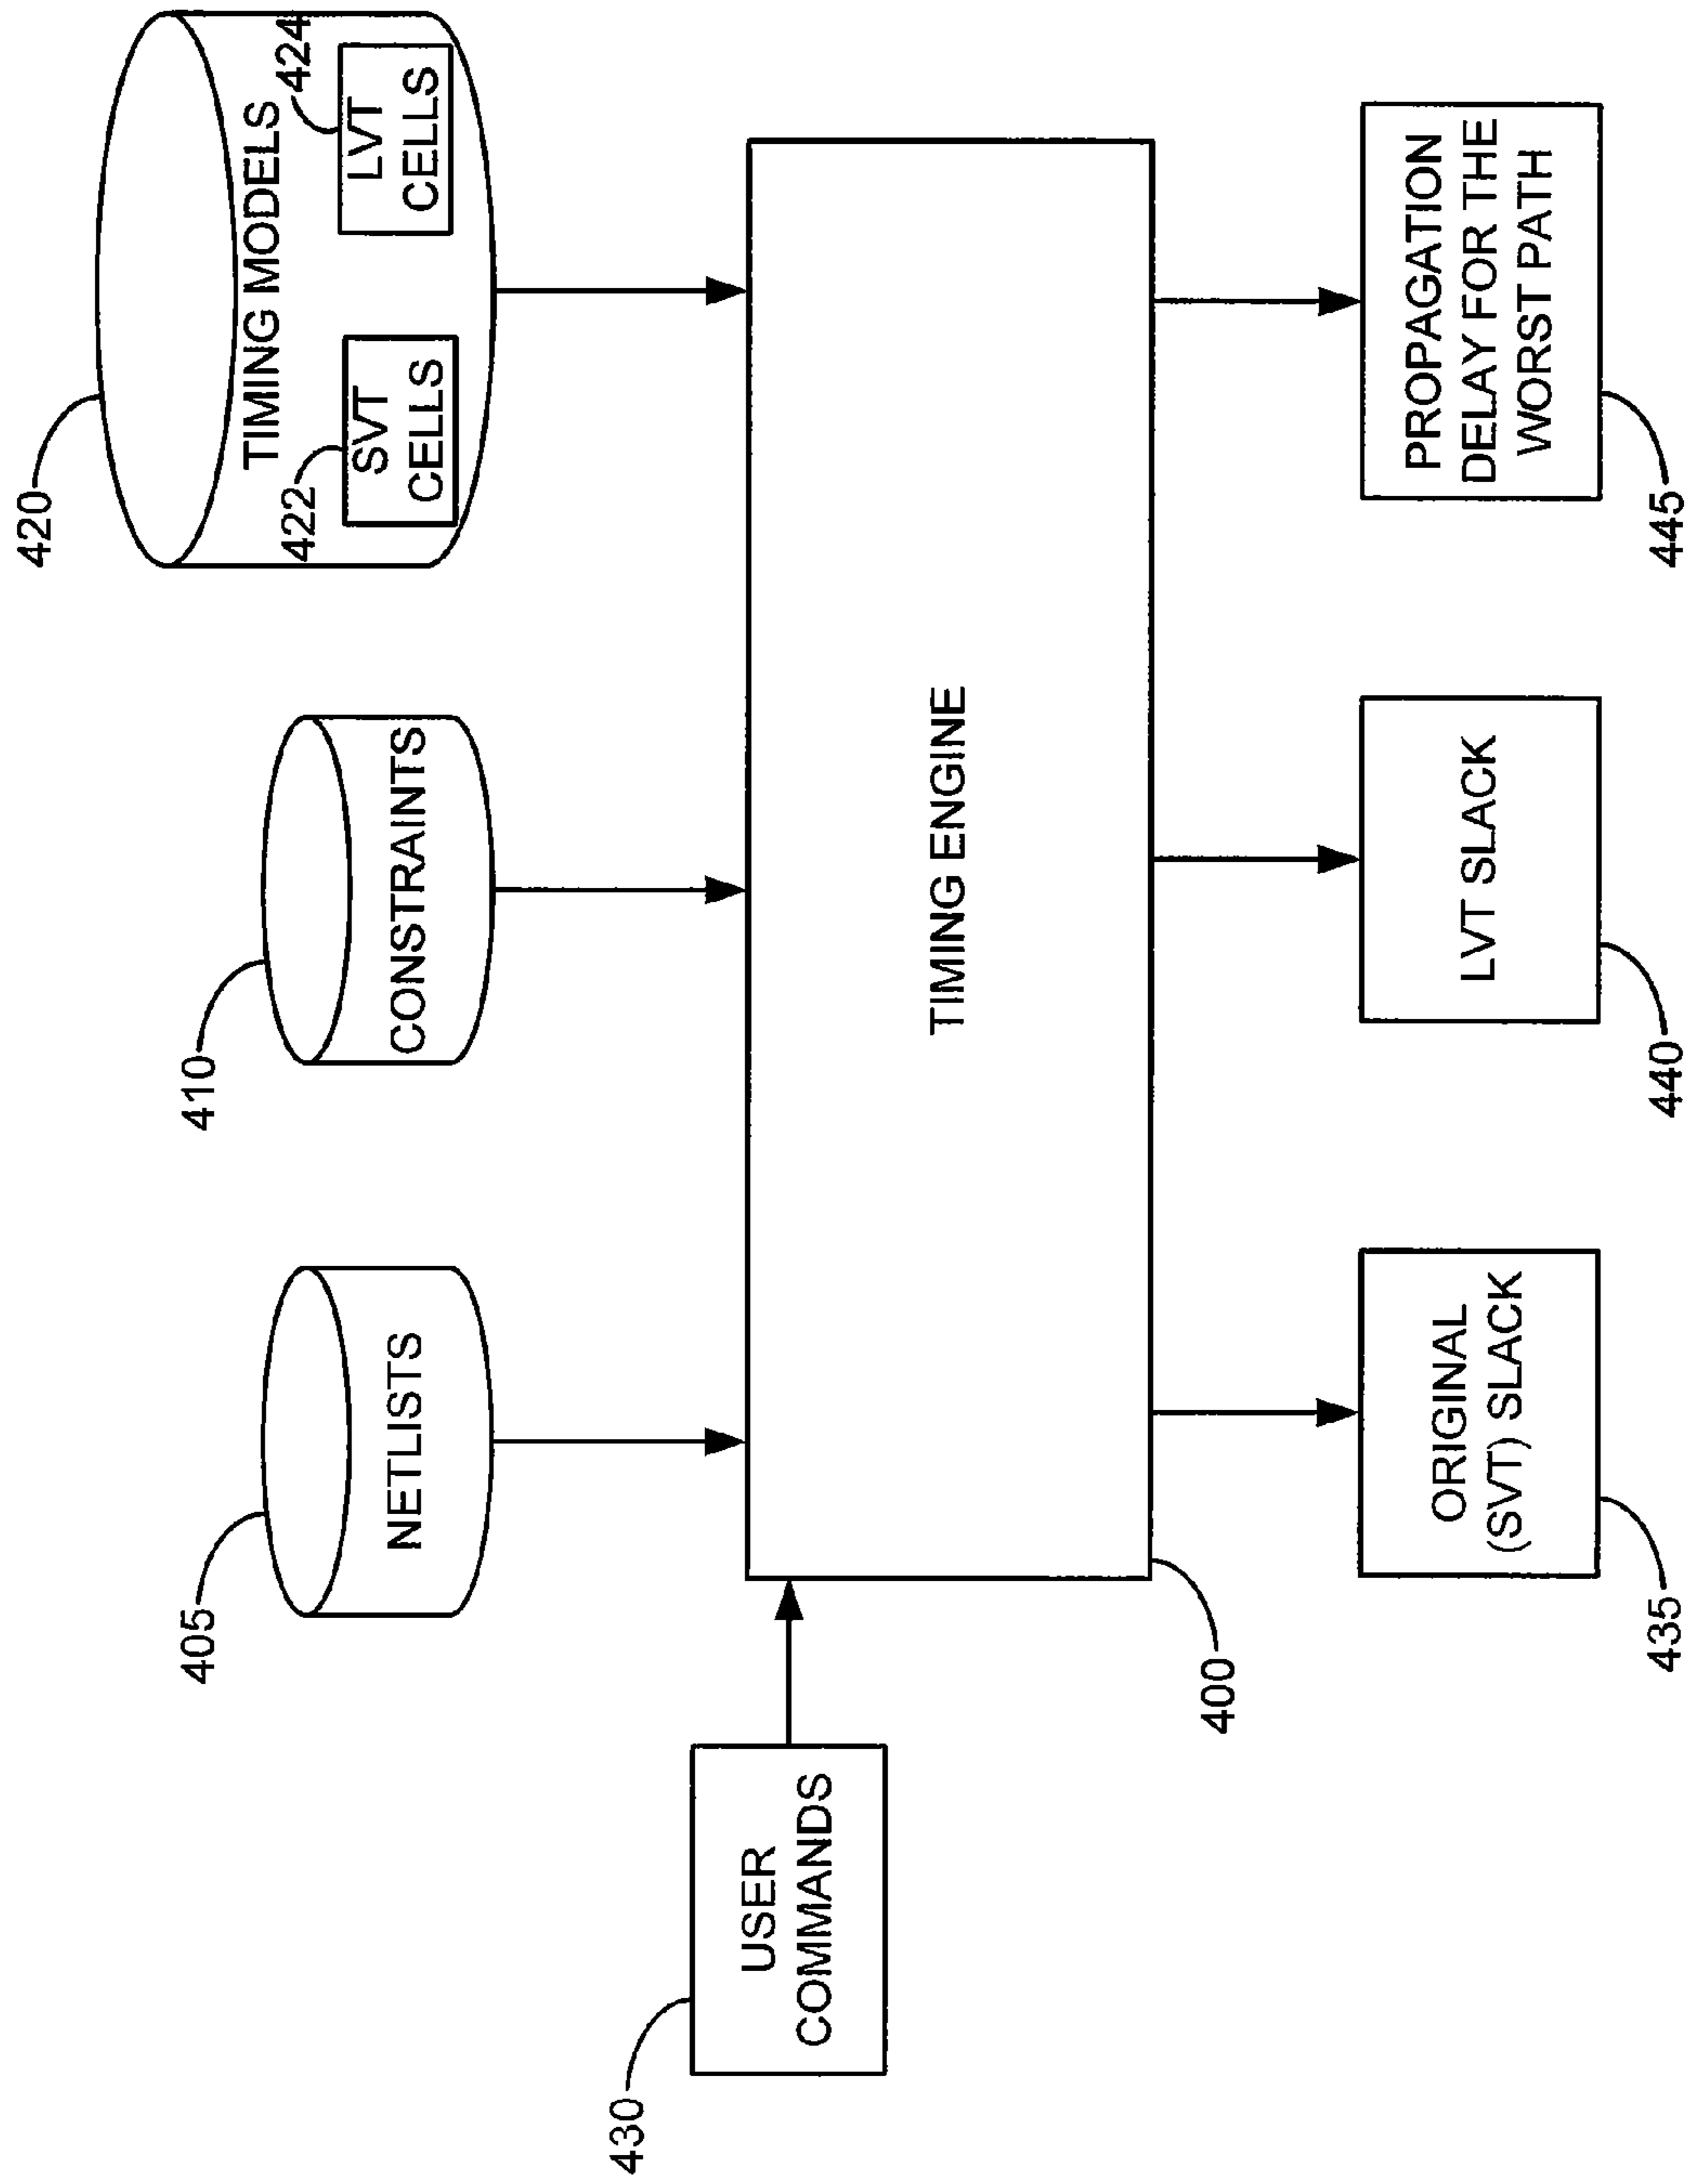 420
TIMING MODELS
422
SVT
CELLS
424
LVT
CELLS
410
CONSTRAINTS
405
NETLISTS
430
USER
COMMANDS
TIMING ENGINE
400
ORIGINAL
(SVT) SLACK
435
LVT SLACK
440
PROPAGATION
DELAY FOR THE
WORST PATH
445